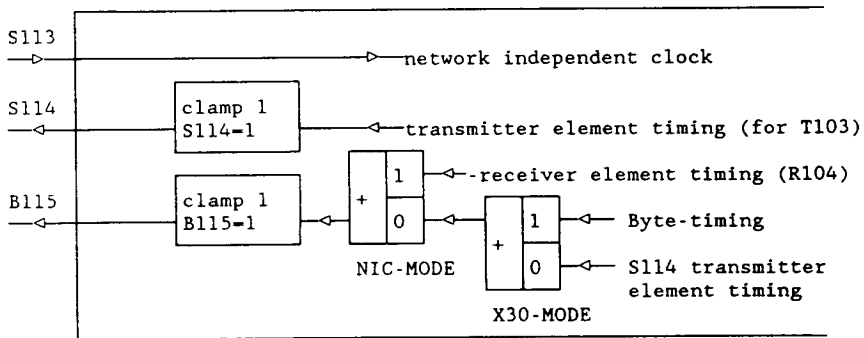 S113
network independent clock
S114
clamp 1
S114=1
transmitter element timing (for T103)
1
-receiver element timing (R104)
B115
clamp 1
B115=1
+
0
1
Byte-timing
NIC-MODE
+
0
S114 transmitter
element timing
X30-MODE